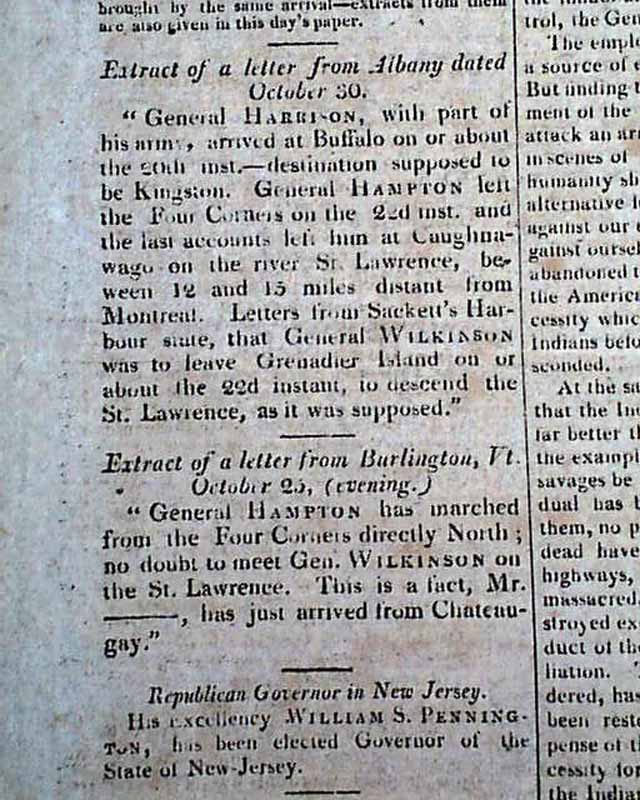 brought by the same arrival—extracts from them
are also given in this day's paper.
Extract of a letter from Albany dated
October 30.
“ General HARRISON, with part of
his army, arrived at Buffalo on or about
the 20th inst.—destination supposed to
be Kingston. General HAMPTON left
the Four Corners on the 22d inst. and
the last accounts left him at Caughna-
waga on the river St. Lawrence, be-
ween 12 and 15 miles distant from
Montreal. Letters from Sackett's Har-
bour state, that General WILKINSON
was to leave Grenadier Island on or
about the 22d instant, to descend the
St. Lawrence, as it was supposed.”
Extract of a letter from Burlington, Vt.
October 25, (evening.)
“ General HAMPTON has marched
from the Four Corners directly North ;
no doubt to meet Gen. WILKINSON on
the St. Lawrence. This is a fact, Mr.
———, has just arrived from Chateau-
gay.”
Republican Governor in New Jersey.
His excellency WILLIAM S. PENNING-
TON, has been elected Governor of the
State of New-Jersey.
trol, the Gen
The emplo
a source of e
But finding t
ment of the
attack an ar
in scenes of
humanity sh
alternative
against our
gainst oursel
abandoned t
the America
cessity whic
Indians befo
sconded.
At the sa
that the In
far better th
the exampl
savages be
dual has t
them, no p
dead have
highways,
massacred.
stroyed ex
duct of the
liation.
dered, has
been resto
pense of t
cessity for
the Indian